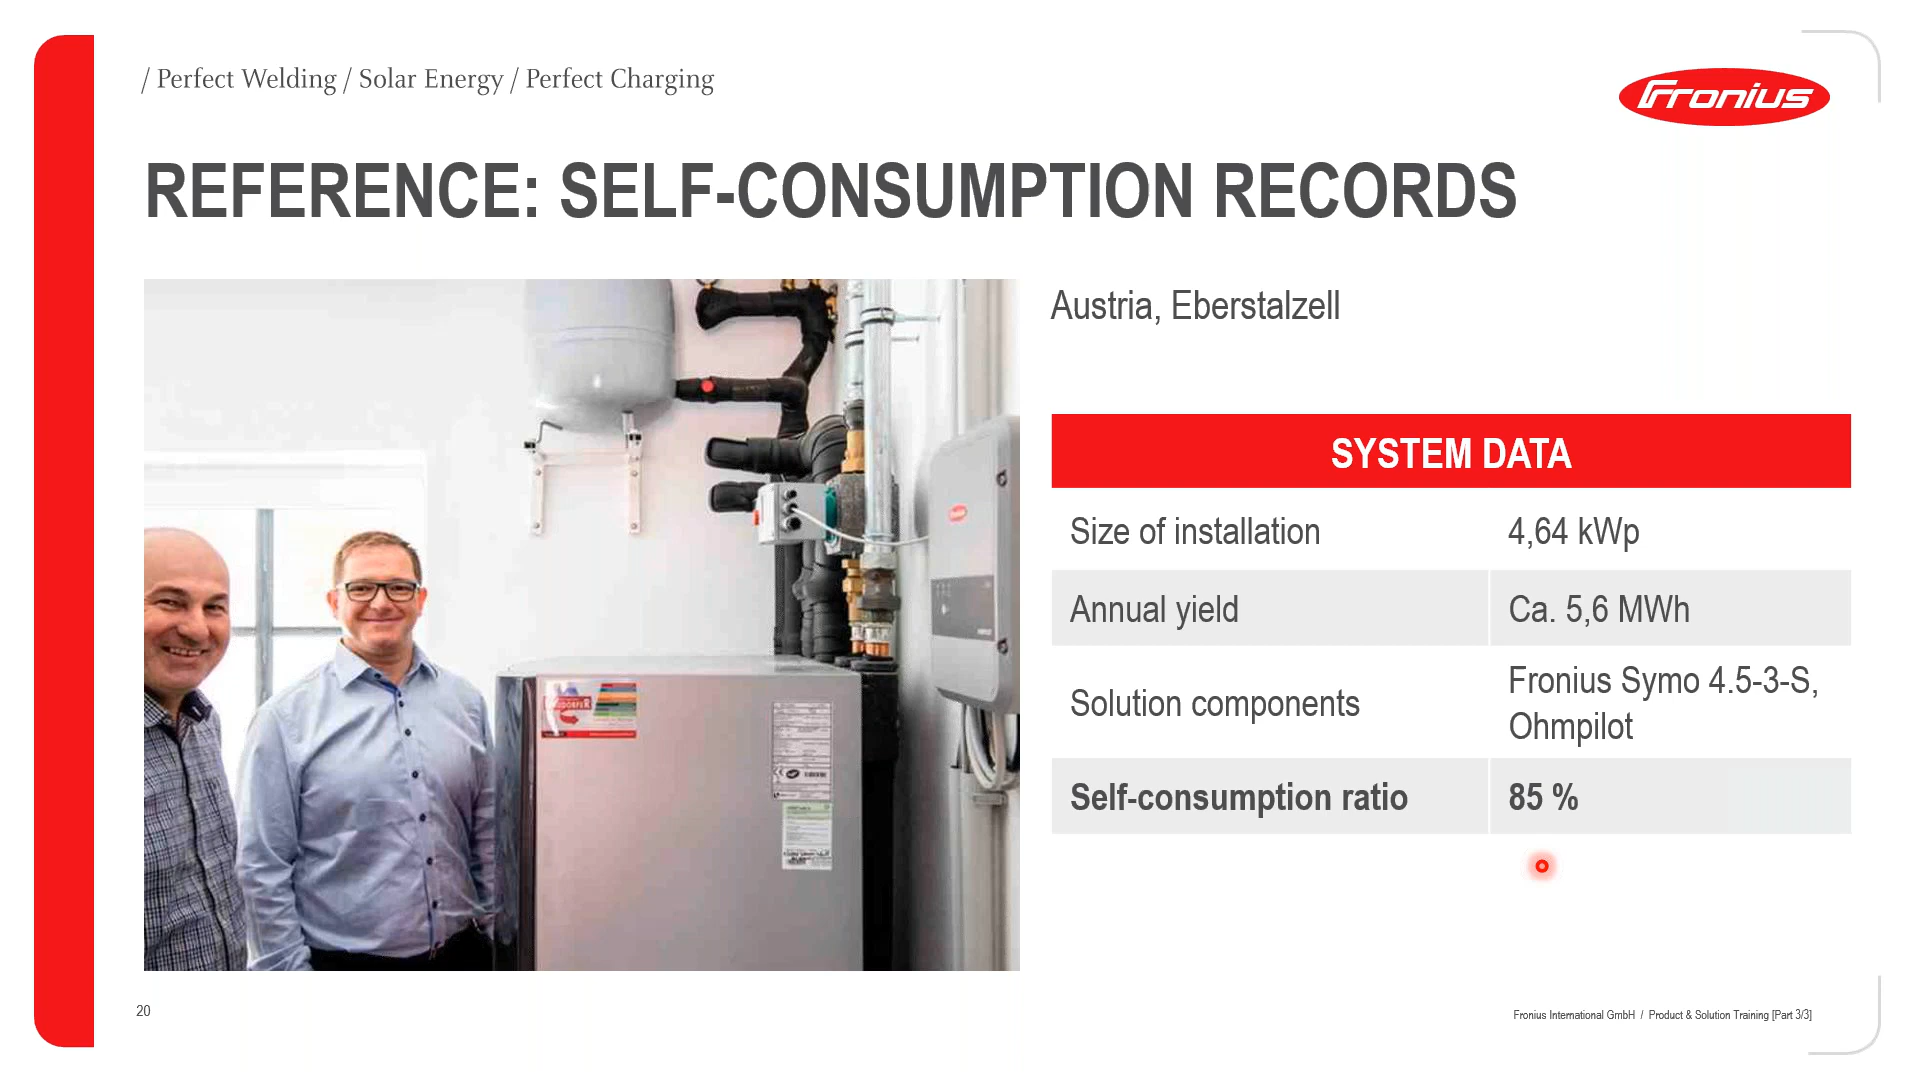 / Perfect Welding / Solar Energy / Perfect Charging
Fronius
REFERENCE: SELF-CONSUMPTION RECORDS
Austria, Eberstalzell
SYSTEM DATA
Size of installation 4,64 kWp
Annual yield Ca. 5,6 MWh
Solution components Fronius Symo 4.5-3-S,
Ohmpilot
Self-consumption ratio 85 %
20
Fronius International GmbH / Product & Solution Training [Part 3/3]